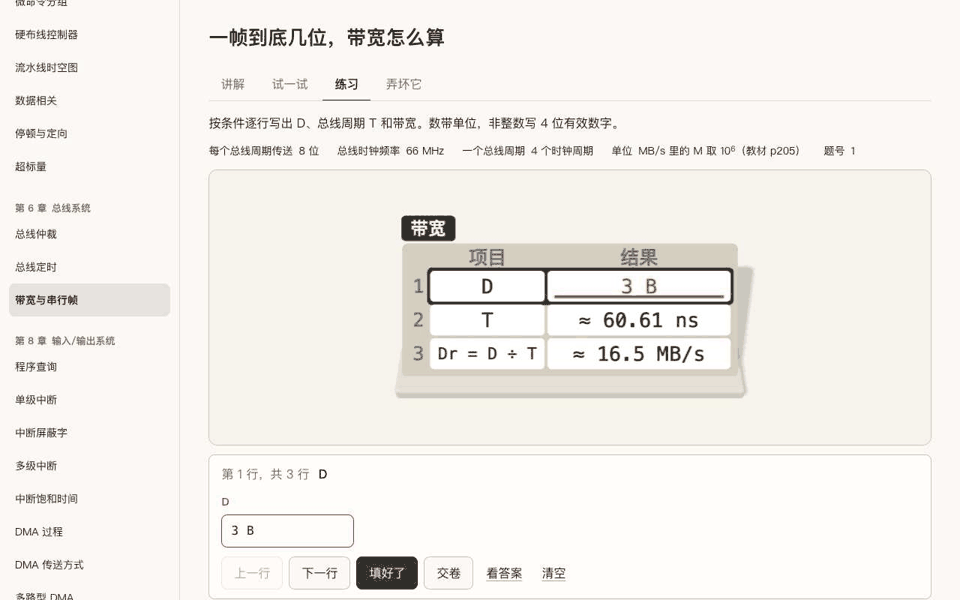 微命令分组
硬布线控制器
流水线时空图
数据相关
停顿与定向
超标量
第 6 章 总线系统
总线仲裁
总线定时
带宽与串行帧
第 8 章 输入/输出系统
程序查询
单级中断
中断屏蔽字
多级中断
中断饱和时间
DMA 过程
DMA 传送方式
多路型 DMA
一帧到底几位，带宽怎么算
讲解 试一试 练习 弄坏它
按条件逐行写出 D、总线周期 T 和带宽。数带单位，非整数写 4 位有效数字。
每个总线周期传送 8 位 总线时钟频率 66 MHz 一个总线周期 4 个时钟周期 单位 MB/s 里的 M 取 10⁶（教材 p205） 题号 1
带宽
项目 结果
1 D 3 B
2 T ≈ 60.61 ns
3 Dr = D ÷ T ≈ 16.5 MB/s
第 1 行，共 3 行 D
D
3 B
上一行 下一行 填好了 交卷 看答案 清空